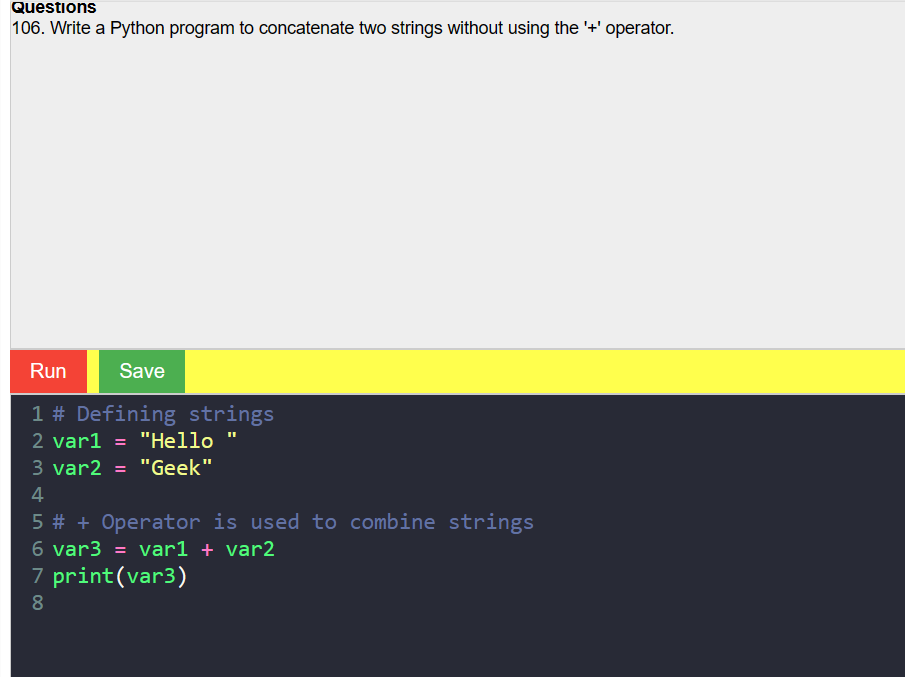 Questions
106. Write a Python program to concatenate two strings without using the '+' operator.
Run Save
1 # Defining strings
2 var1 = "Hello "
3 var2 = "Geek"
4
5 # + Operator is used to combine strings
6 var3 = var1 + var2
7 print(var3)
8